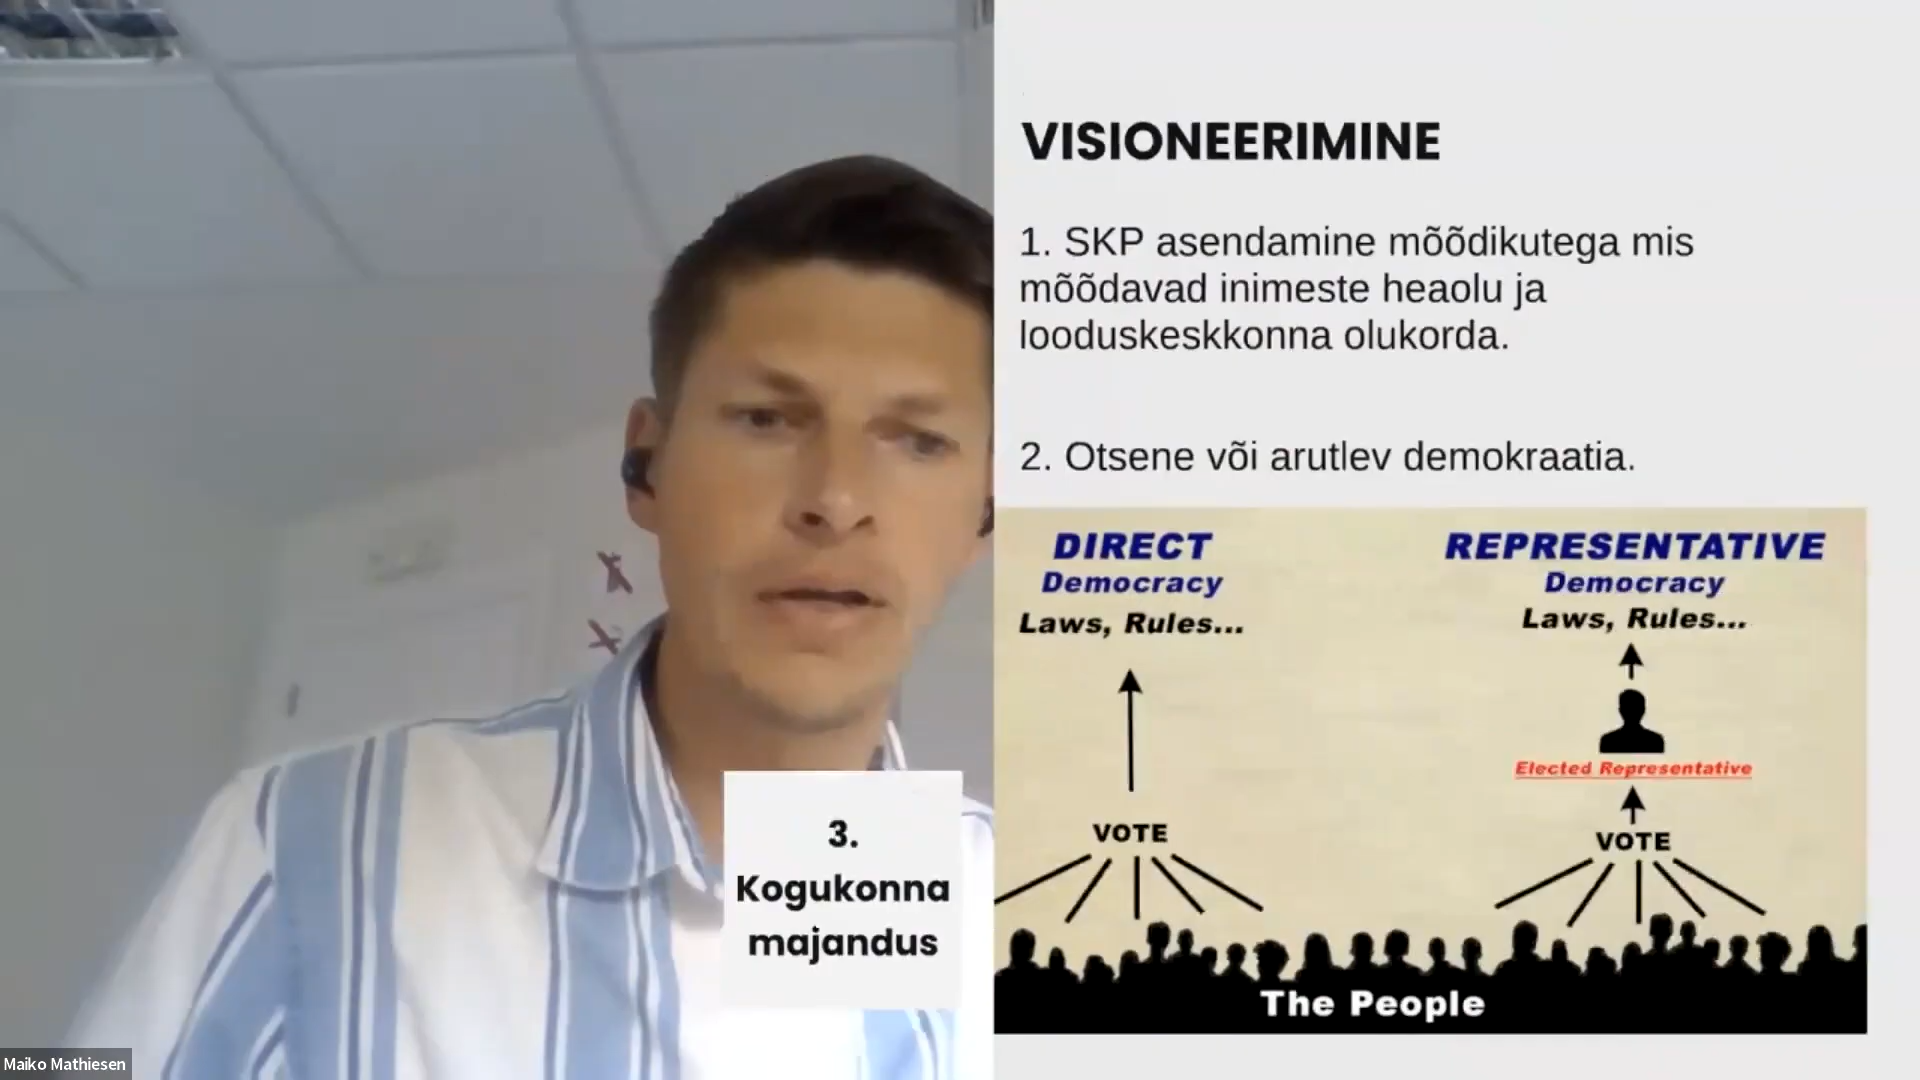 VISIONEERIMINE
1. SKP asendamine mõõdikutega mis
mõõdavad inimeste heaolu ja
looduskeskkonna olukorda.
2. Otsene või arutlev demokraatia.
DIRECT
Democracy
Laws, Rules...
VOTE
REPRESENTATIVE
Democracy
Laws, Rules...
Elected Representative
VOTE
The People
3.
Kogukonna
majandus
Maiko Mathiesen